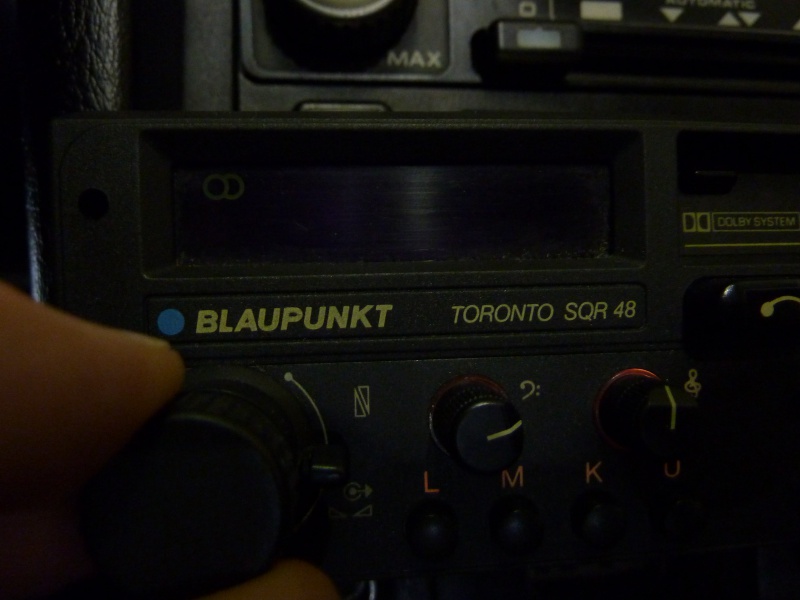 AUTOMATIC
MAX
DOLBY SYSTEM
BLAUPUNKT
TORONTO SQR 48
L M K U